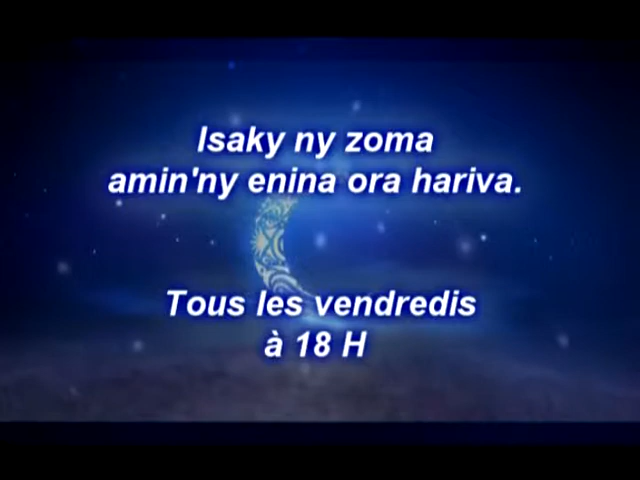 Isaky ny zoma
amin'ny enina ora hariva.
Tous les vendredis
à 18 H